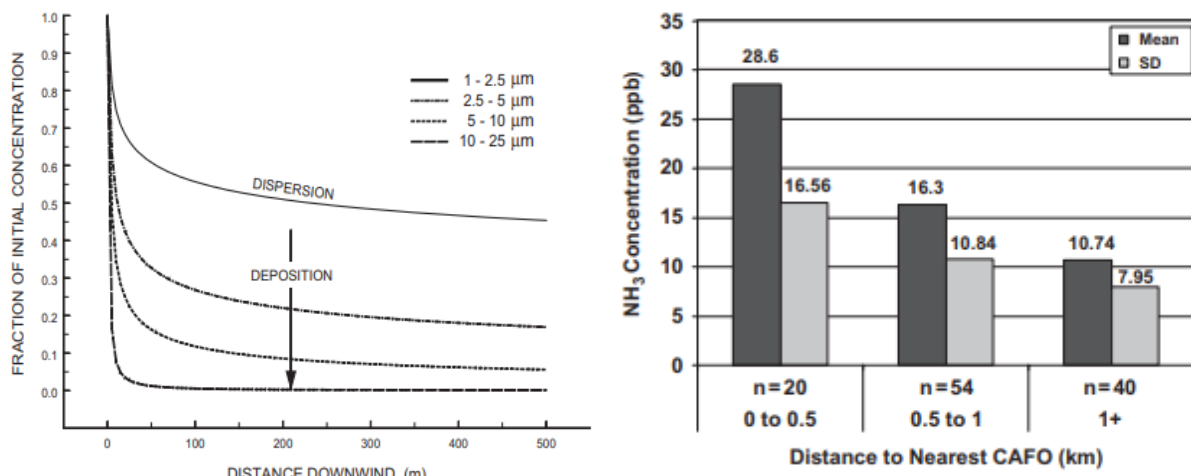 FRACTION OF INITIAL CONCENTRATION
1.0
0.9
0.8
0.7
0.6
0.5
0.4
0.3
0.2
0.1
0.0
1 - 2.5 μm
2.5 - 5 μm
5 - 10 μm
10 - 25 μm
DISPERSION
DEPOSITION
0 100 200 300 400 500
DISTANCE DOWNWIND (m)
NH3 Concentration (ppb)
35
30
25
20
15
10
5
0
Mean
SD
28.6
16.56
16.3
10.84
10.74
7.95
n=20 n=54 n=40
0 to 0.5 0.5 to 1 1+
Distance to Nearest CAFO (km)